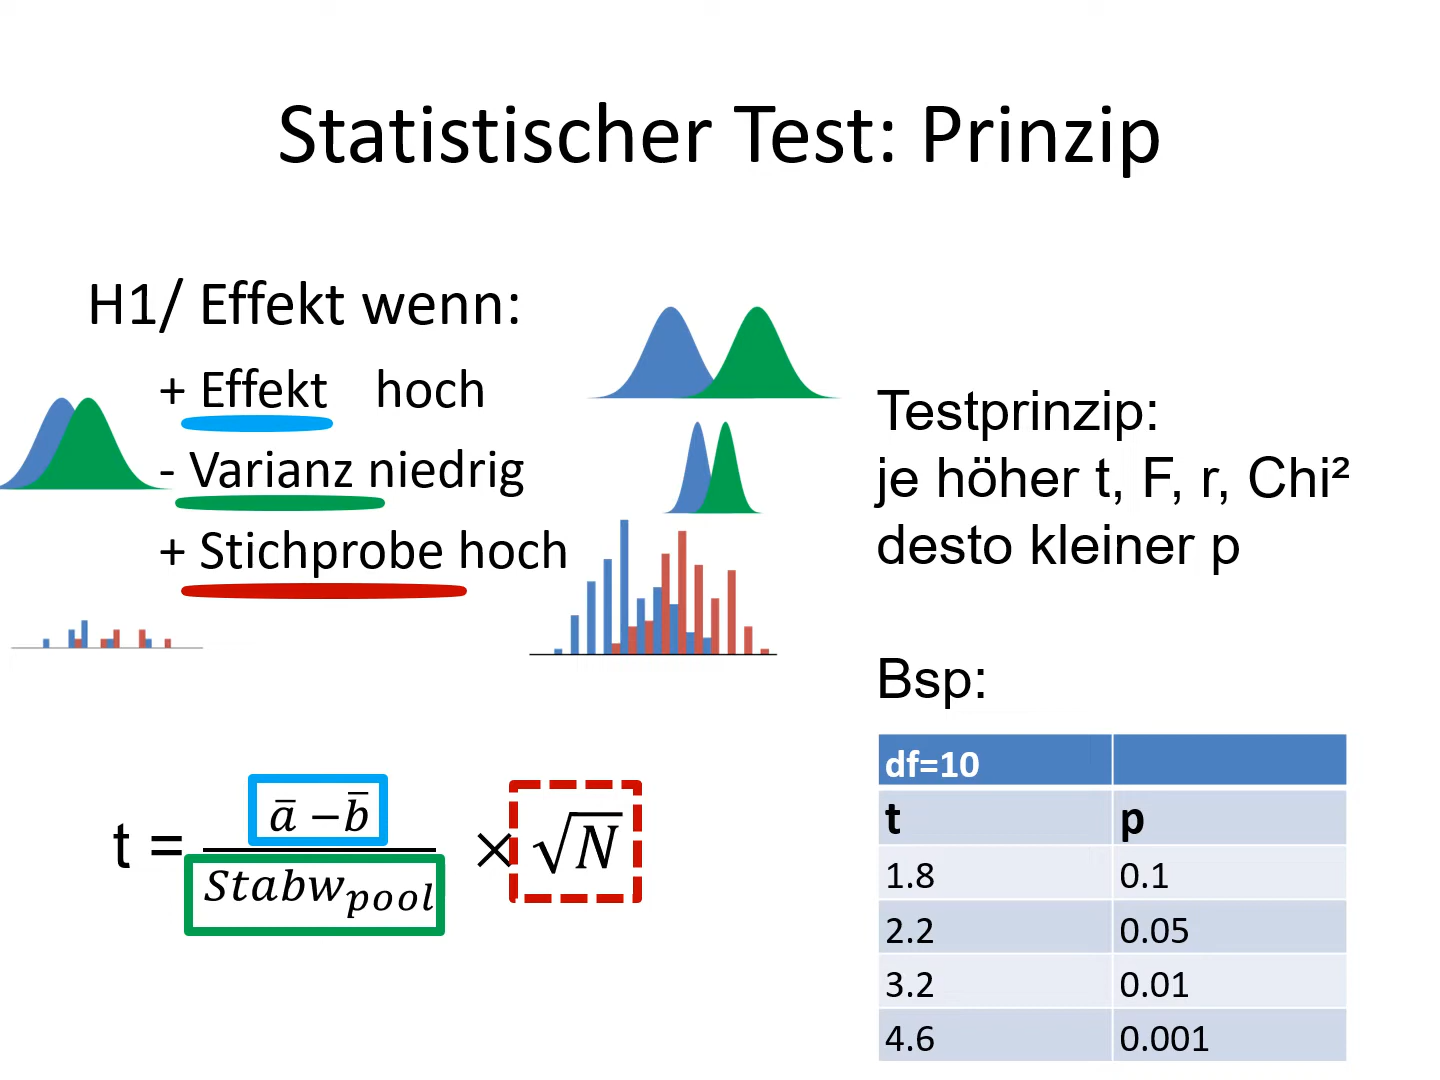 Statistischer Test: Prinzip
H1/ Effekt wenn:
+ Effekt hoch
- Varianz niedrig
+ Stichprobe hoch
t = (a̅ − b̅) / Stabw_pool × √N
Testprinzip:
je höher t, F, r, Chi²
desto kleiner p
Bsp:
df=10
t p
1.8 0.1
2.2 0.05
3.2 0.01
4.6 0.001